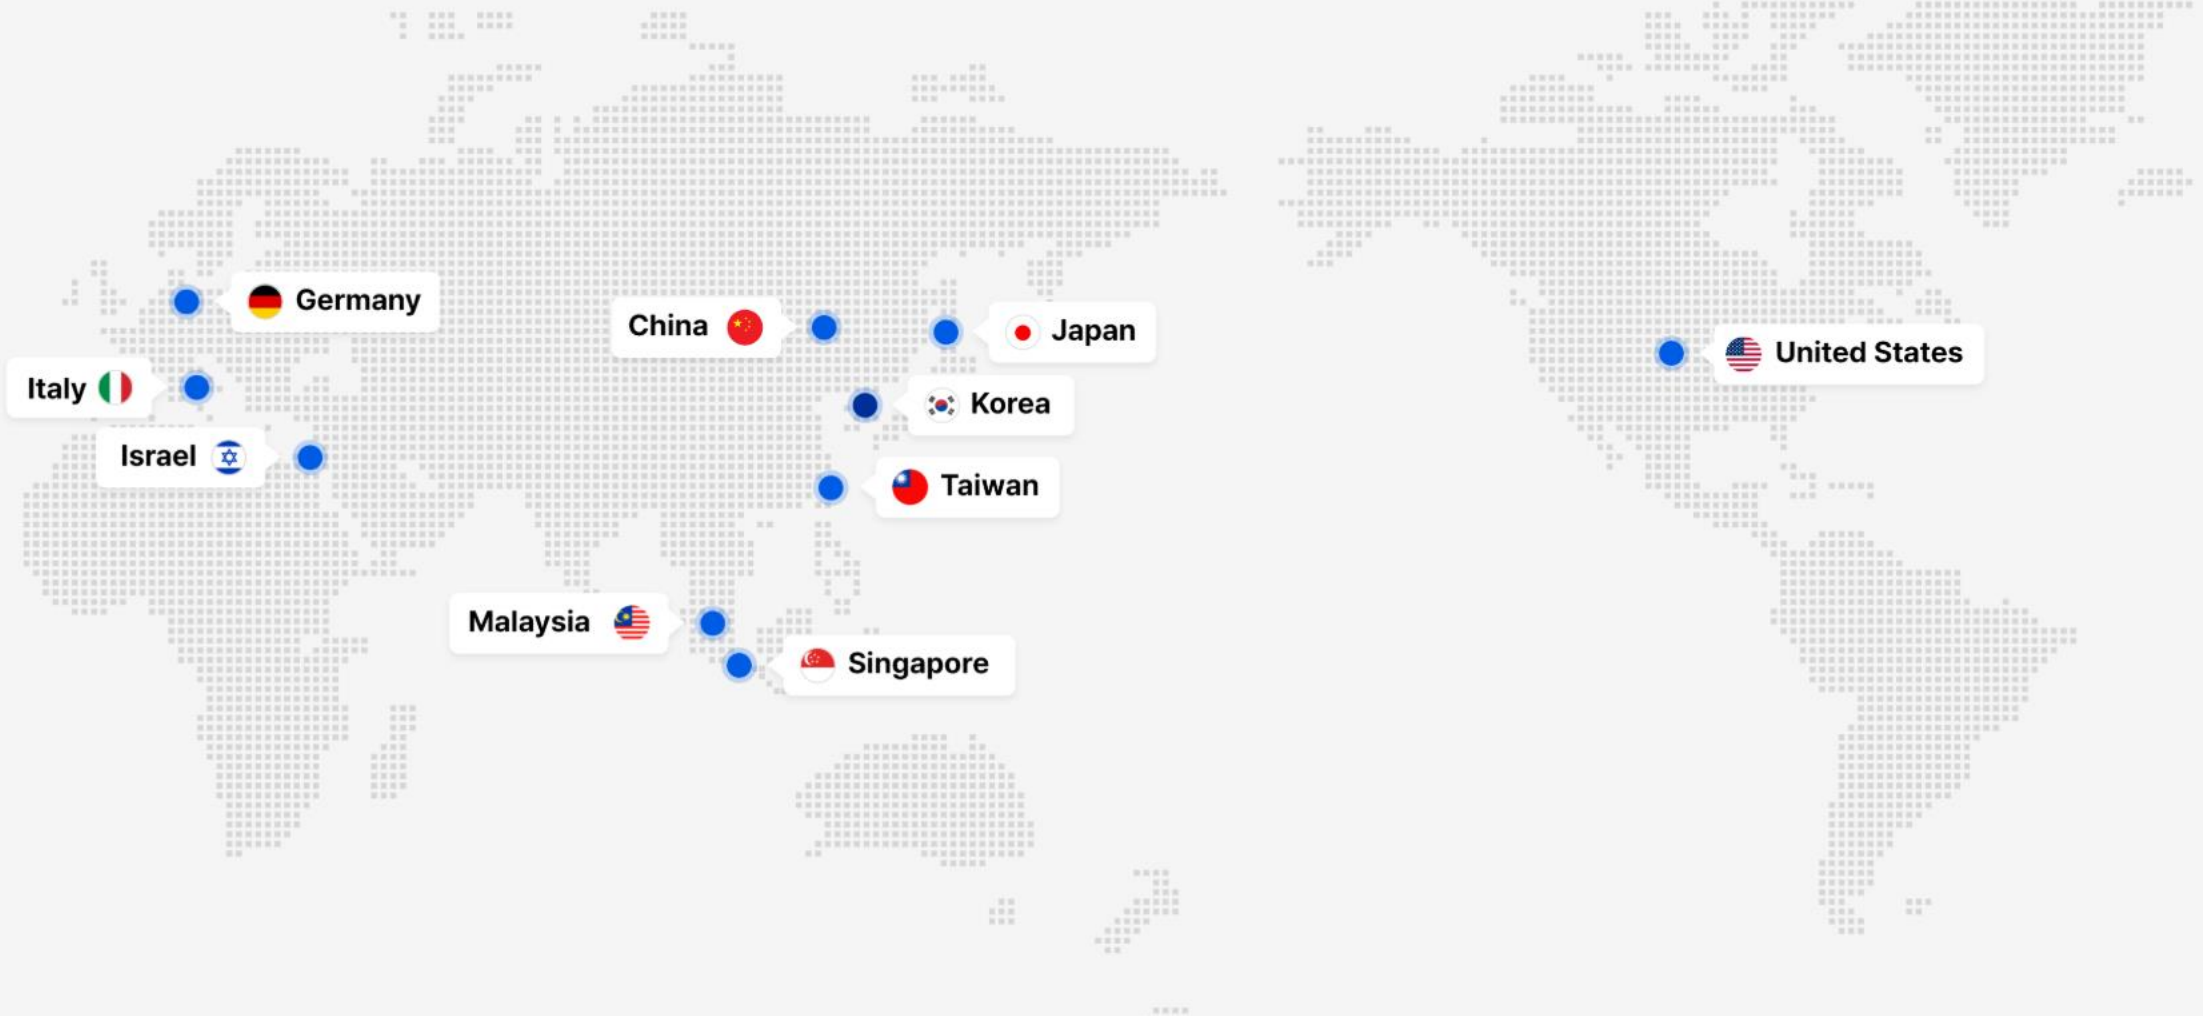 Germany
China
Japan
United States
Italy
Korea
Israel
Taiwan
Malaysia
Singapore